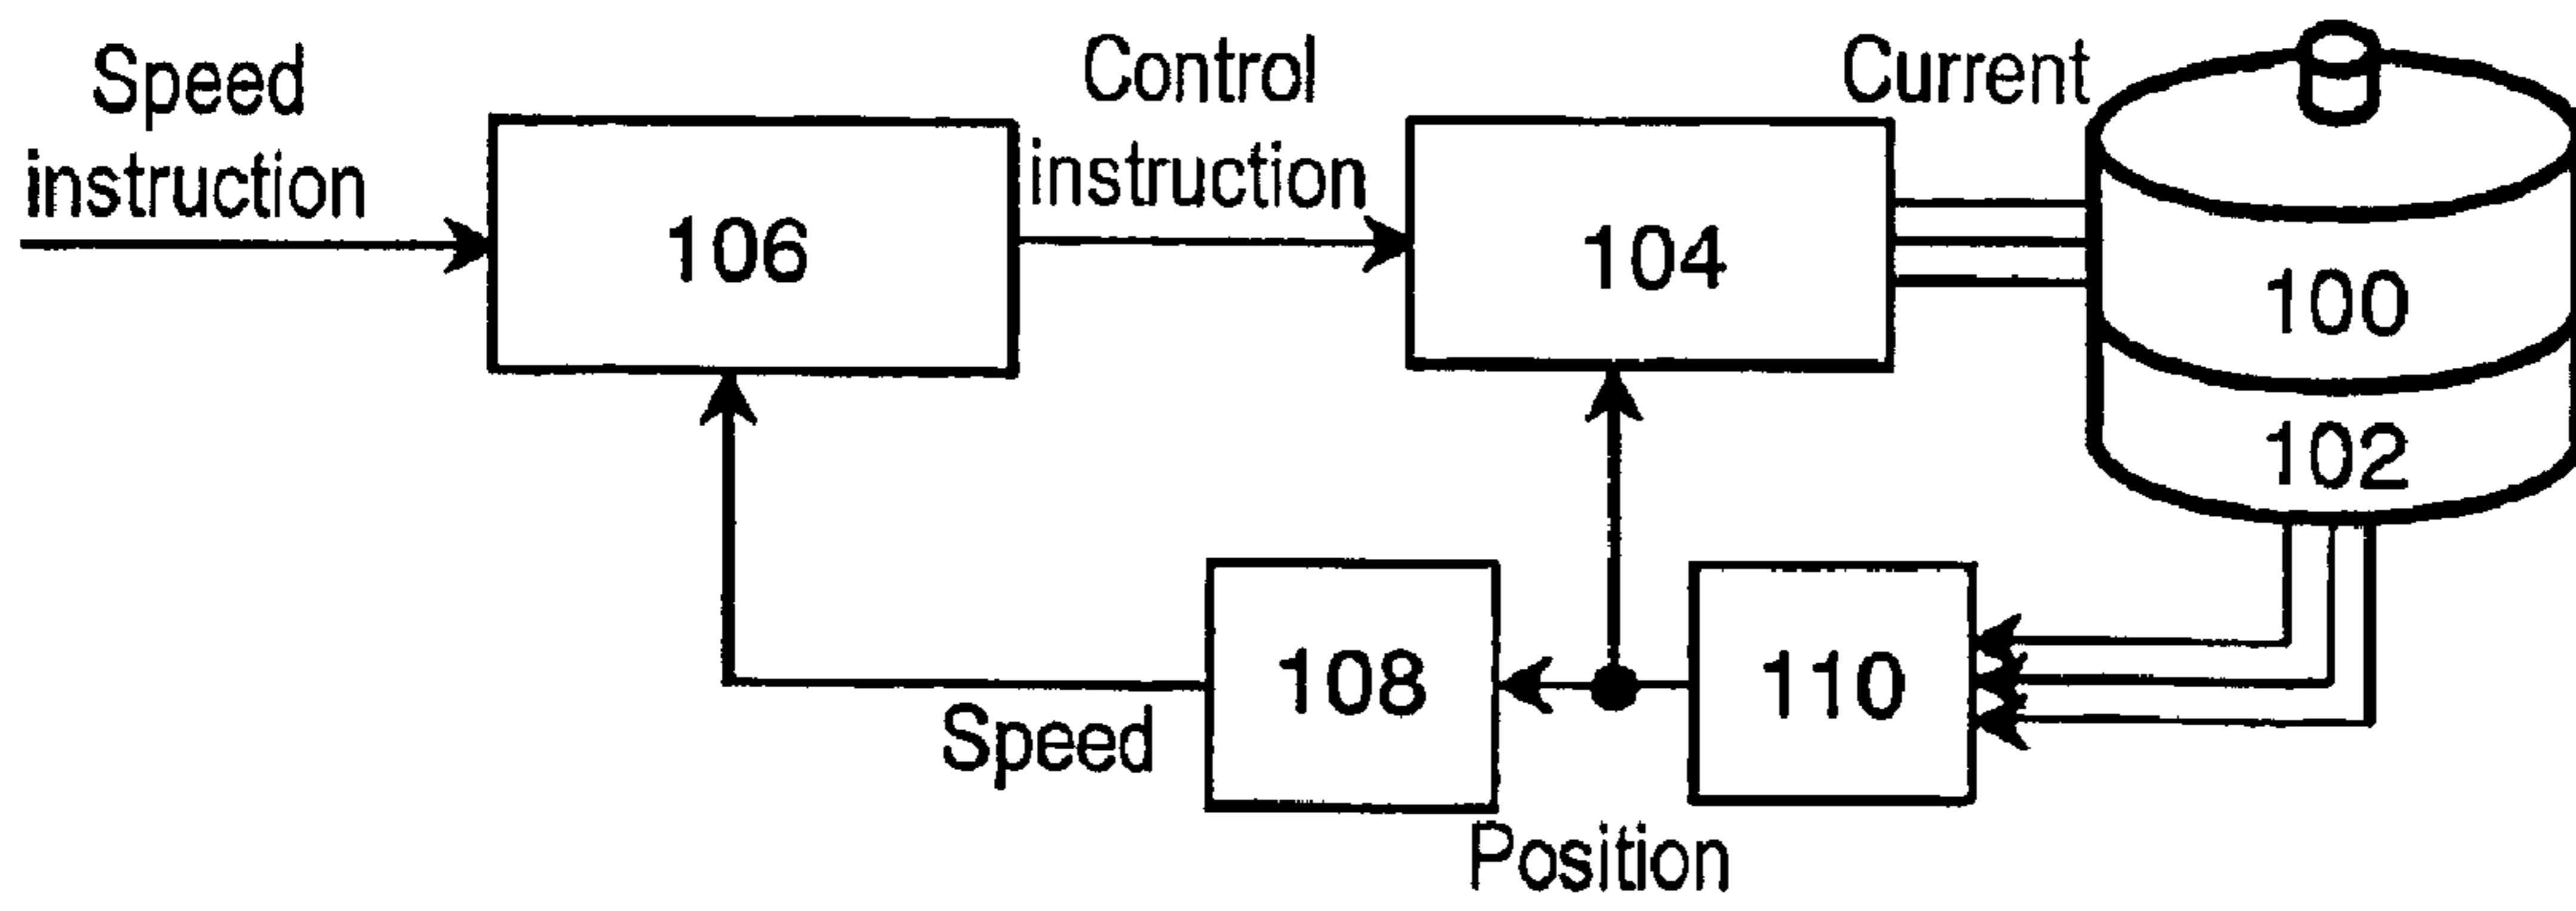 Speed
instruction
106
Control
instruction
104
Current
100
102
108
110
Speed
Position